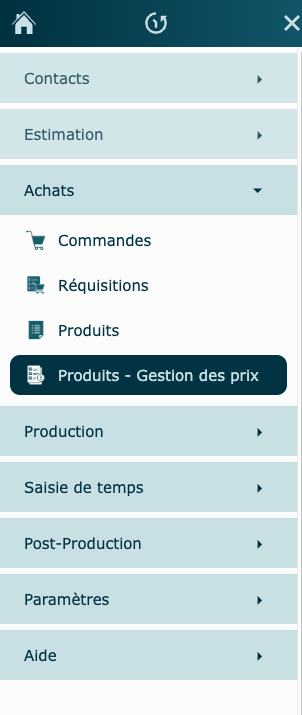 Contacts
Estimation
Achats
Commandes
Réquisitions
Produits
Produits - Gestion des prix
Production
Saisie de temps
Post-Production
Paramètres
Aide